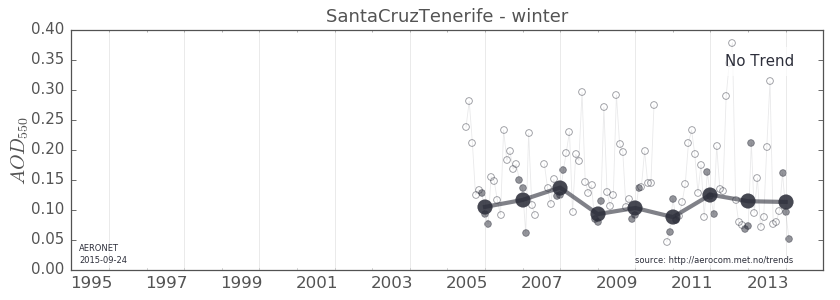 SantaCruzTenerife - winter
0.40
0.35
0.30
0.25
0.20
0.15
0.10
0.05
0.00
AOD550
No Trend
AERONET
2015-09-24
source: http://aerocom.met.no/trends
1995 1997 1999 2001 2003 2005 2007 2009 2011 2013